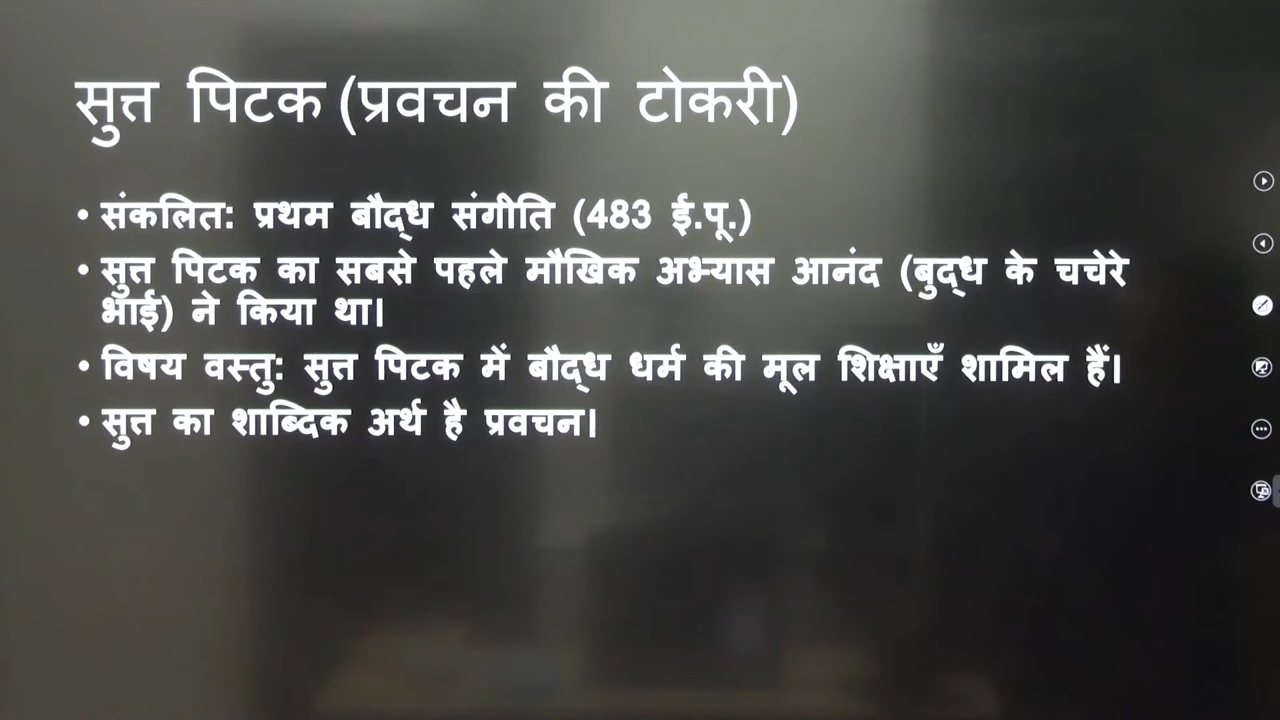 सुत्त पिटक (प्रवचन की टोकरी)
• संकलित: प्रथम बौद्ध संगीति (483 ई.पू.)
• सुत्त पिटक का सबसे पहले मौखिक अभ्यास आनंद (बुद्ध के चचेरे
भाई) ने किया था।
• विषय वस्तु: सुत्त पिटक में बौद्ध धर्म की मूल शिक्षाएँ शामिल हैं।
• सुत्त का शाब्दिक अर्थ है प्रवचन।